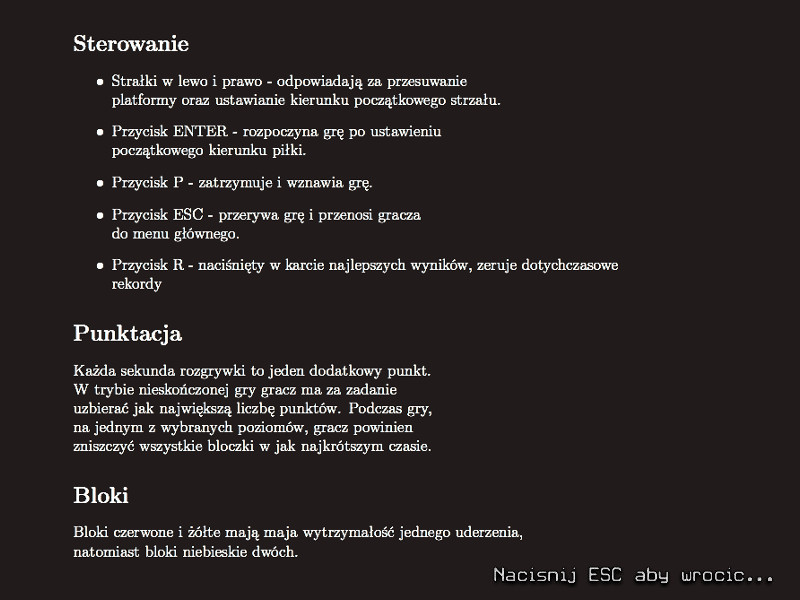 Sterowanie
• Strałki w lewo i prawo - odpowiadają za przesuwanie
platformy oraz ustawianie kierunku początkowego strzału.
• Przycisk ENTER - rozpoczyna grę po ustawieniu
początkowego kierunku piłki.
• Przycisk P - zatrzymuje i wznawia grę.
• Przycisk ESC - przerywa grę i przenosi gracza
do menu głównego.
• Przycisk R - naciśnięty w karcie najlepszych wyników, zeruje dotychczasowe
rekordy
Punktacja
Każda sekunda rozgrywki to jeden dodatkowy punkt.
W trybie nieskończonej gry gracz ma za zadanie
uzbierać jak największą liczbę punktów. Podczas gry,
na jednym z wybranych poziomów, gracz powinien
zniszczyć wszystkie bloczki w jak najkrótszym czasie.
Bloki
Bloki czerwone i żółte mają maja wytrzymałość jednego uderzenia,
natomiast bloki niebieskie dwóch.
Nacisnij ESC aby wrocic...